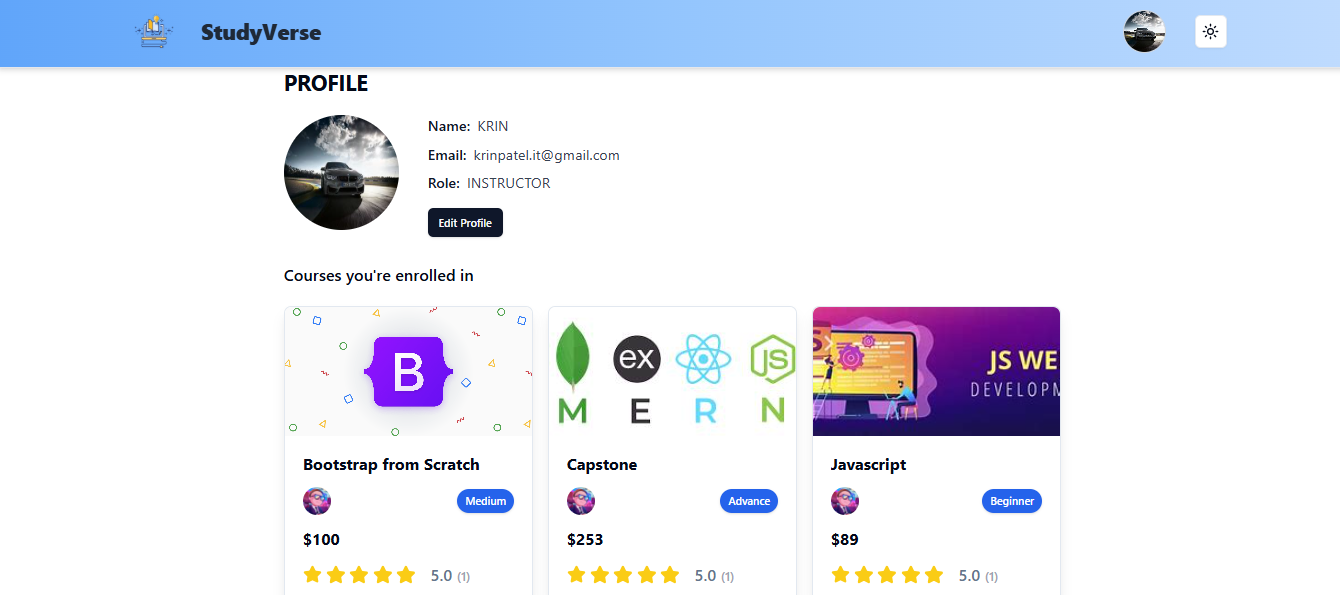 StudyVerse
PROFILE
Name: KRIN
Email: krinpatel.it@gmail.com
Role: INSTRUCTOR
Edit Profile
Courses you're enrolled in
B
ex
JS
M E R N
JS WE
DEVELOPM
Bootstrap from Scratch
Medium
$100
5.0 (1)
Capstone
Advance
$253
5.0 (1)
Javascript
Beginner
$89
5.0 (1)